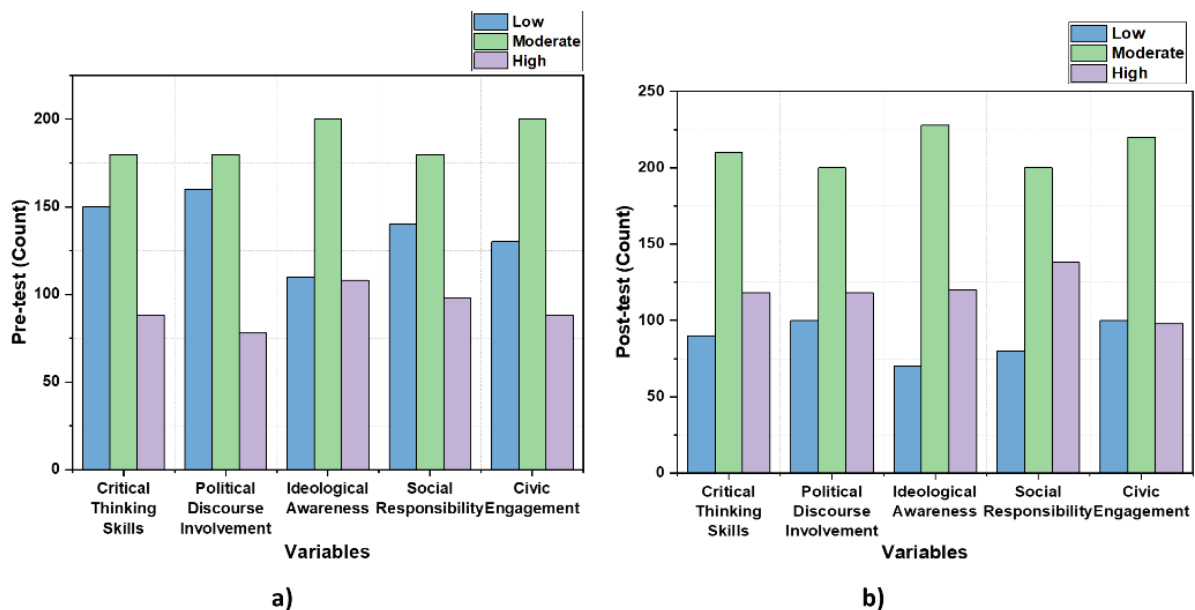 Low
Moderate
High
200
150
100
50
0
Pre-test (Count)
Critical
Thinking
Skills
Political
Discourse
Involvement
Ideological
Awareness
Social
Responsibility
Civic
Engagement
Variables
a)
Low
Moderate
High
250
200
150
100
50
0
Post-test (Count)
Critical
Thinking
Skills
Political
Discourse
Involvement
Ideological
Awareness
Social
Responsibility
Civic
Engagement
Variables
b)